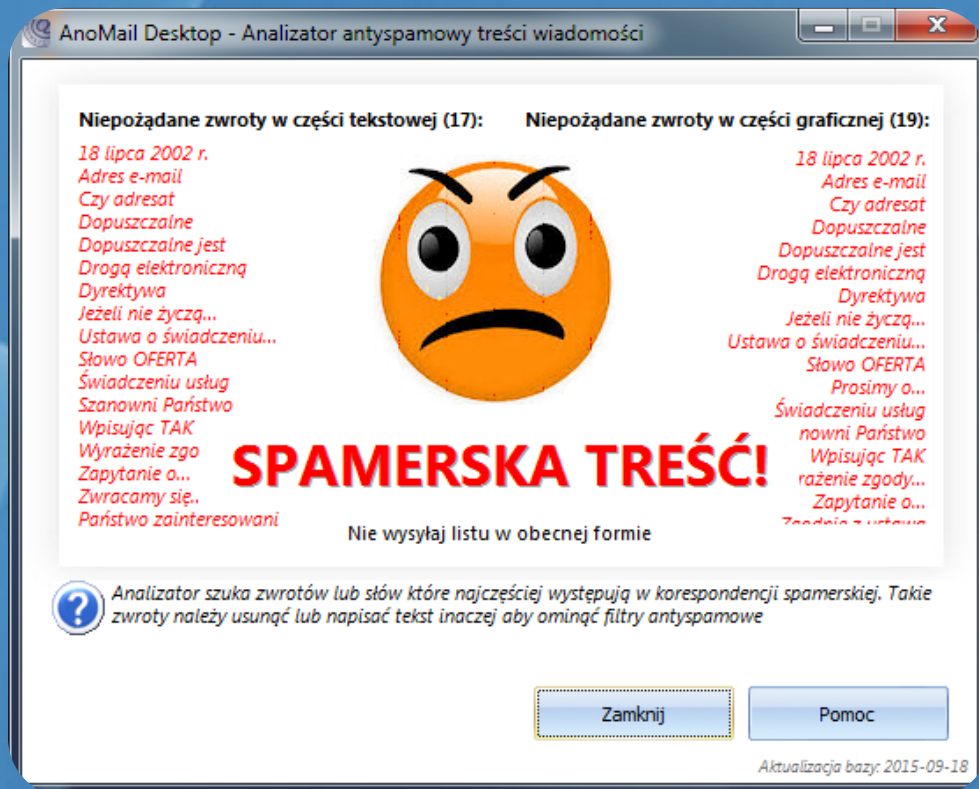 AnoMail Desktop - Analizator antyspamowy treści wiadomości
Niepożądane zwroty w części tekstowej (17):
18 lipca 2002 r.
Adres e-mail
Czy adresat
Dopuszczalne
Dopuszczalne jest
Drogą elektroniczną
Dyrektywa
Jeżeli nie życzą...
Ustawa o świadczeniu...
Słowo OFERTA
Świadczeniu usług
Szanowni Państwo
Wpisując TAK
Wyrażenie zgo
Zapytanie o...
Zwracamy się..
Państwo zainteresowani
Niepożądane zwroty w części graficznej (19):
18 lipca 2002 r.
Adres e-mail
Czy adresat
Dopuszczalne
Dopuszczalne jest
Drogą elektroniczną
Dyrektywa
Jeżeli nie życzą...
Ustawa o świadczeniu...
Słowo OFERTA
Prosimy o...
Świadczeniu usług
nowni Państwo
Wpisując TAK
rażenie zgody...
Zapytanie o...
Zgodnie z ustawą
SPAMERSKA TREŚĆ!
Nie wysyłaj listu w obecnej formie
Analizator szuka zwrotów lub słów które najczęściej występują w korespondencji spamerskiej. Takie
zwroty należy usunąć lub napisać tekst inaczej aby ominąć filtry antyspamowe
Zamknij
Pomoc
Aktualizacja bazy: 2015-09-18